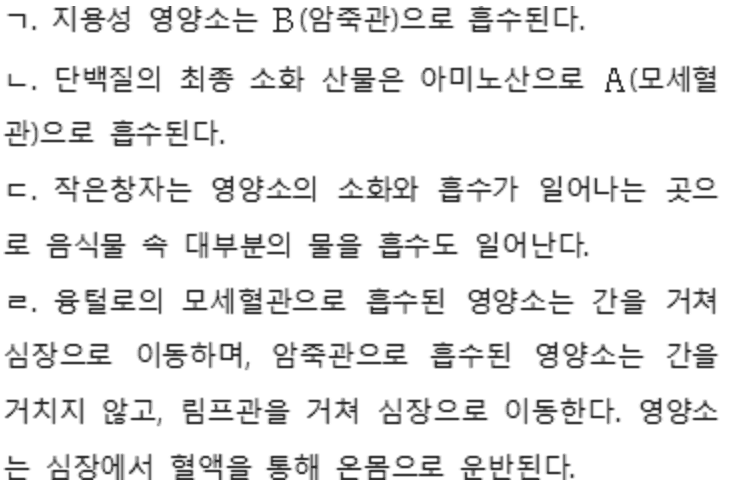 ㄱ. 지용성 영양소는 B(암죽관)으로 흡수된다.
ㄴ. 단백질의 최종 소화 산물은 아미노산으로 A(모세혈
관)으로 흡수된다.
ㄷ. 작은창자는 영양소의 소화와 흡수가 일어나는 곳으
로 음식물 속 대부분의 물을 흡수도 일어난다.
ㄹ. 융털로의 모세혈관으로 흡수된 영양소는 간을 거쳐
심장으로 이동하며, 암죽관으로 흡수된 영양소는 간을
거치지 않고, 림프관을 거쳐 심장으로 이동한다. 영양소
는 심장에서 혈액을 통해 온몸으로 운반된다.